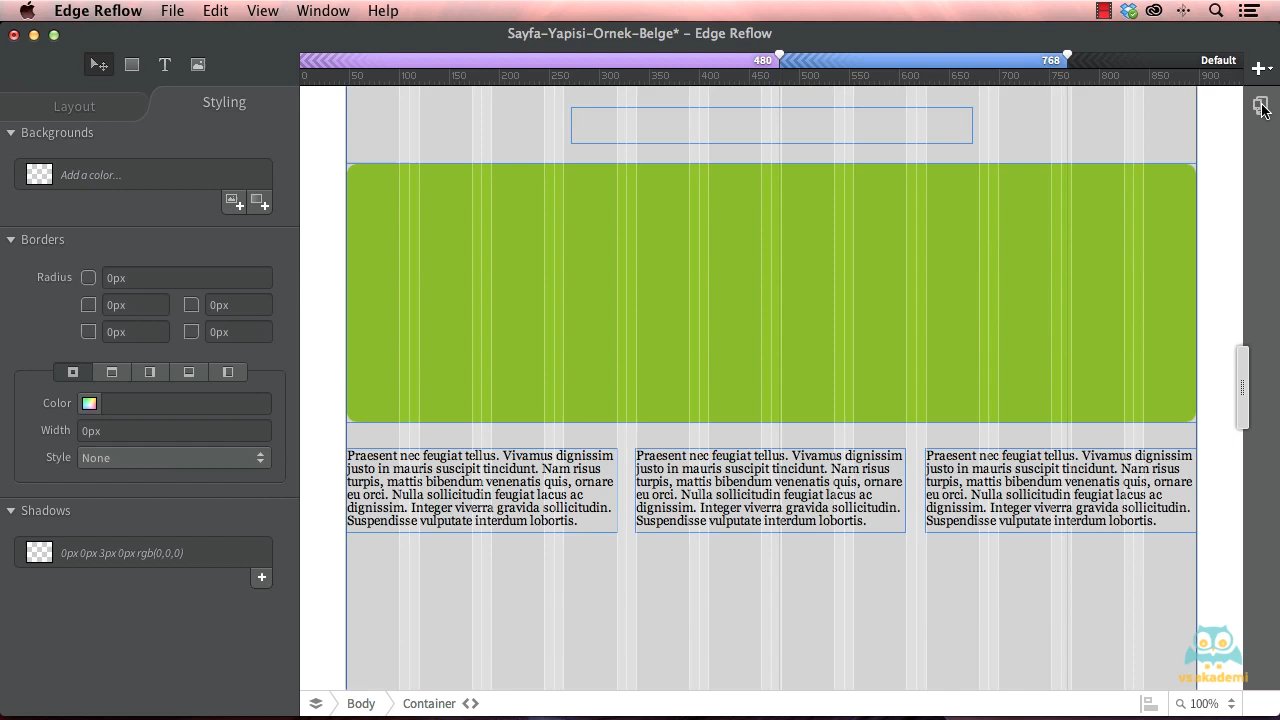 Edge Reflow File Edit View Window Help
Sayfa-Yapisi-Ornek-Belge* – Edge Reflow
480 768 Default
0 50 100 150 200 250 300 350 400 450 500 550 600 650 700 750 800 850 900
T
Layout Styling
Backgrounds
Add a color...
Borders
Radius 0px
0px 0px
0px 0px
Color
Width 0px
Style None
Shadows
0px 0px 3px 0px rgb(0,0,0)
Praesent nec feugiat tellus. Vivamus dignissim
justo in mauris suscipit tincidunt. Nam risus
turpis, mattis bibendum venenatis quis, ornare
eu orci. Nulla sollicitudin feugiat lacus ac
dignissim. Integer viverra gravida sollicitudin.
Suspendisse vulputate interdum lobortis.
Praesent nec feugiat tellus. Vivamus dignissim
justo in mauris suscipit tincidunt. Nam risus
turpis, mattis bibendum venenatis quis, ornare
eu orci. Nulla sollicitudin feugiat lacus ac
dignissim. Integer viverra gravida sollicitudin.
Suspendisse vulputate interdum lobortis.
Praesent nec feugiat tellus. Vivamus dignissim
justo in mauris suscipit tincidunt. Nam risus
turpis, mattis bibendum venenatis quis, ornare
eu orci. Nulla sollicitudin feugiat lacus ac
dignissim. Integer viverra gravida sollicitudin.
Suspendisse vulputate interdum lobortis.
vsakademi
Body Container 100%